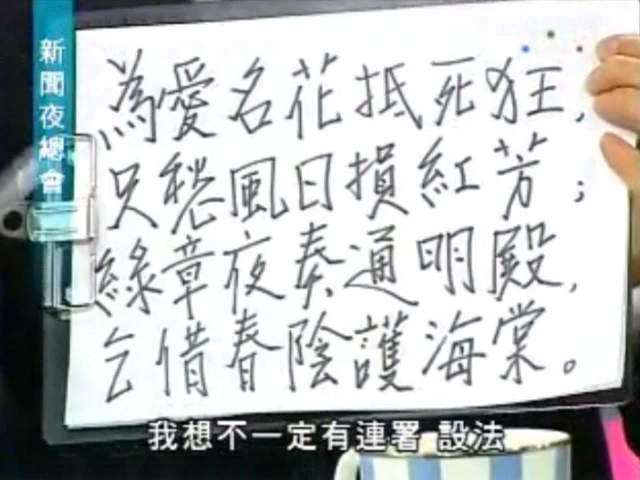 新聞夜總會
為愛名花抵死狂，
只愁風日損紅芳；
綠章夜奏通明殿，
乞借春陰護海棠。
我想不一定有連署 設法